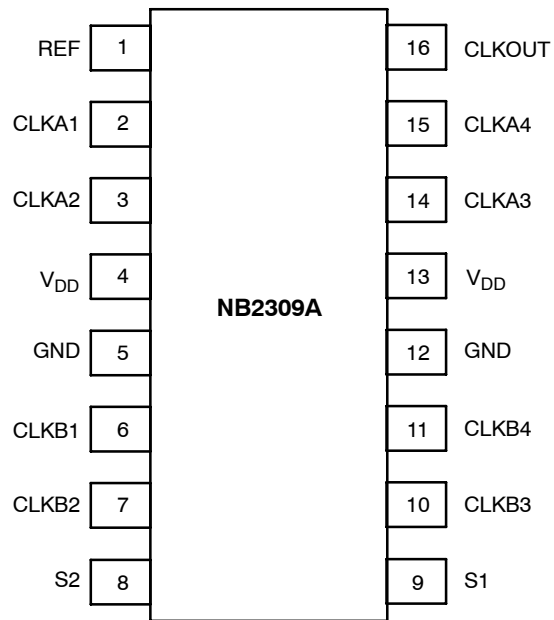 REF 1 16 CLKOUT
CLKA1 2 15 CLKA4
CLKA2 3 14 CLKA3
VDD 4 13 VDD
NB2309A
GND 5 12 GND
CLKB1 6 11 CLKB4
CLKB2 7 10 CLKB3
S2 8 9 S1